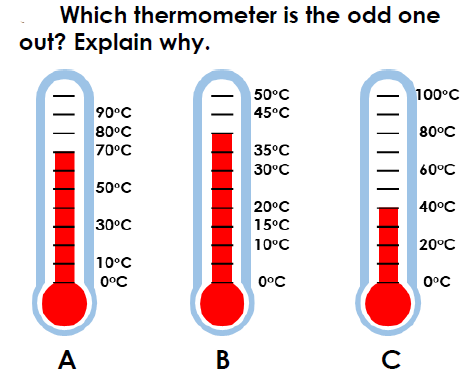 Which thermometer is the odd one
out? Explain why.
90°C
80°C
70°C
50°C
30°C
10°C
0°C
50°C
45°C
35°C
30°C
20°C
15°C
10°C
0°C
100°C
80°C
60°C
40°C
20°C
0°C
A
B
C